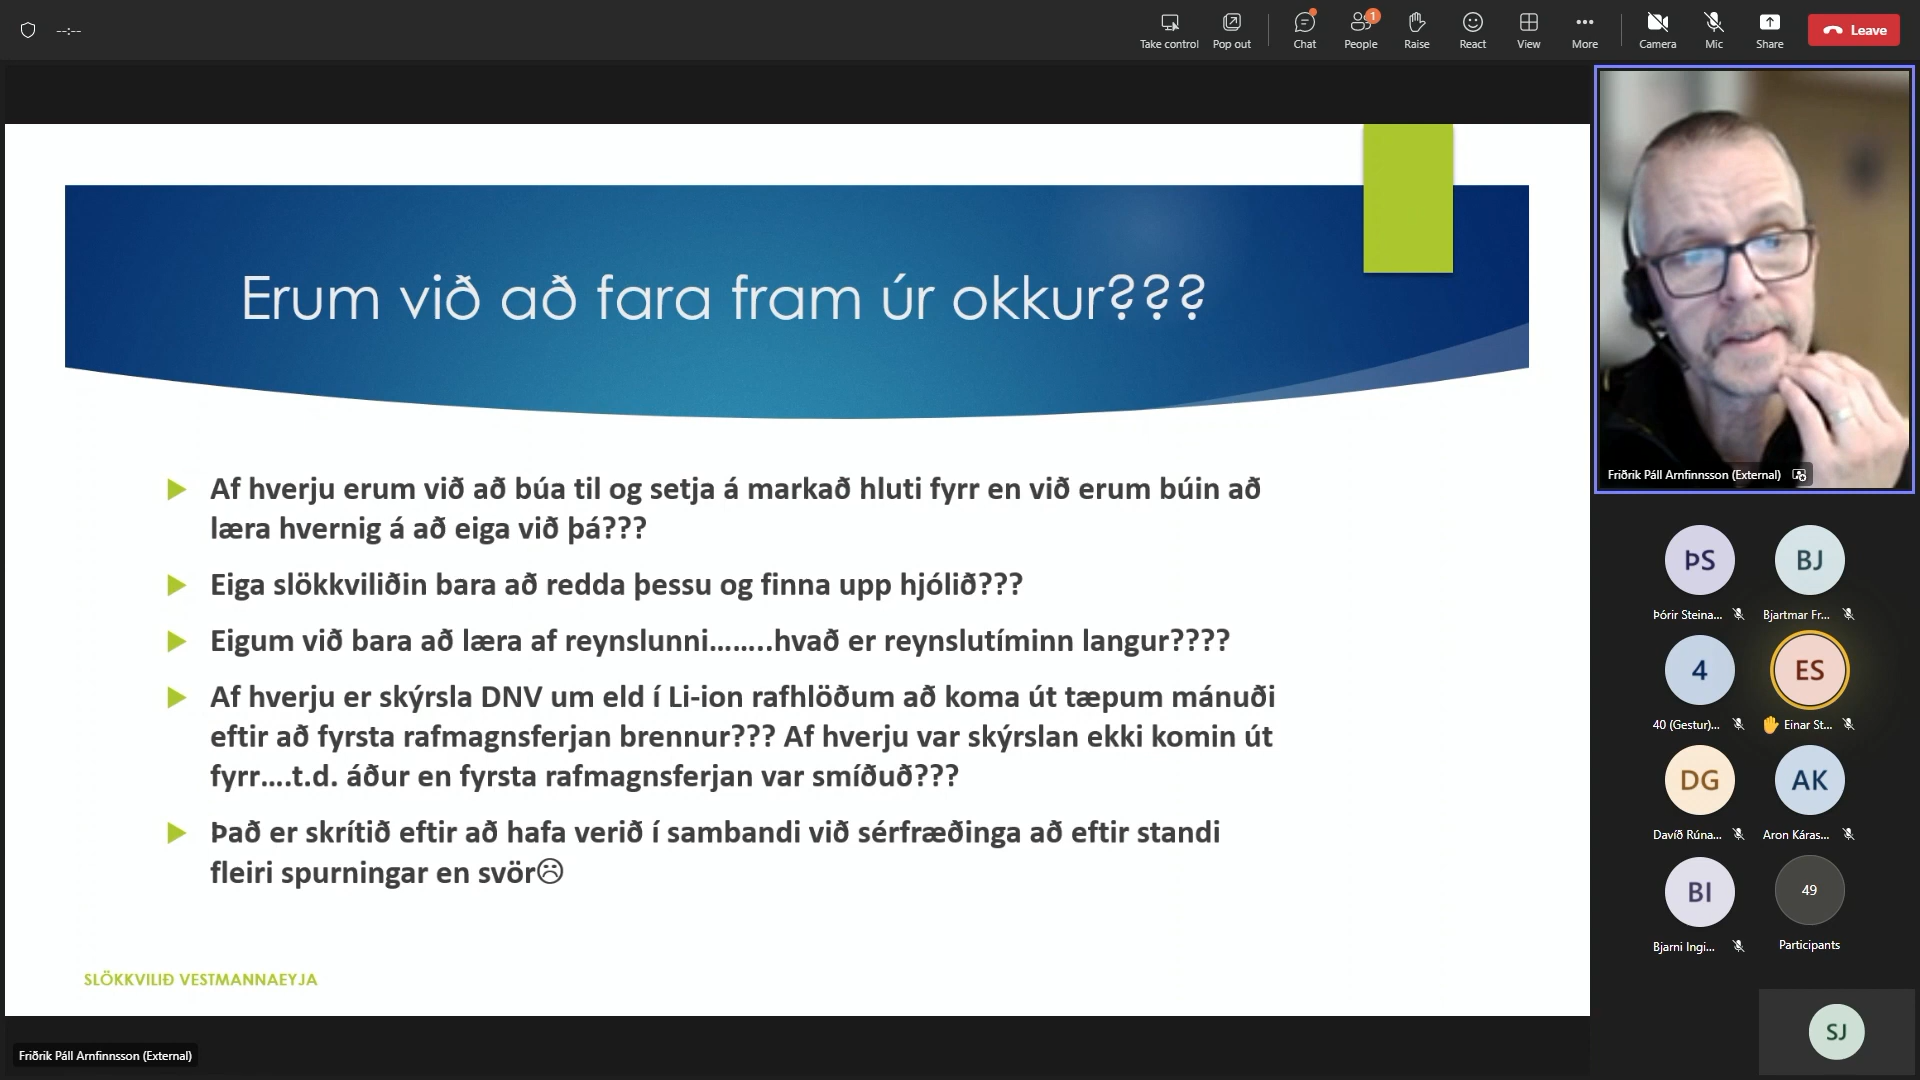 --:--
Take control
Pop out
Chat
1
People
Raise
React
View
More
Camera
Mic
Share
Leave
Erum við að fara fram úr okkur???
Af hverju erum við að búa til og setja á markað hluti fyrr en við erum búin að
læra hvernig á að eiga við þá???
Eiga slökkviliðin bara að redda þessu og finna upp hjólið???
Eigum við bara að læra af reynslunni……..hvað er reynslutíminn langur????
Af hverju er skýrsla DNV um eld í Li-ion rafhlöðum að koma út tæpum mánuði
eftir að fyrsta rafmagnsferjan brennur??? Af hverju var skýrslan ekki komin út
fyrr….t.d. áður en fyrsta rafmagnsferjan var smíðuð???
Það er skrítið eftir að hafa verið í sambandi við sérfræðinga að eftir standi
fleiri spurningar en svör☹
SLÖKKVILIÐ VESTMANNAEYJA
Friðrik Páll Arnfinnsson (External)
Friðrik Páll Arnfinnsson (External)
ÞS
BJ
Þórir Steina...
Bjartmar Fr...
4
ES
40 (Gestur)...
Einar St...
DG
AK
Davíð Rúna...
Aron Káras...
BI
49
Bjarni Ingi...
Participants
SJ